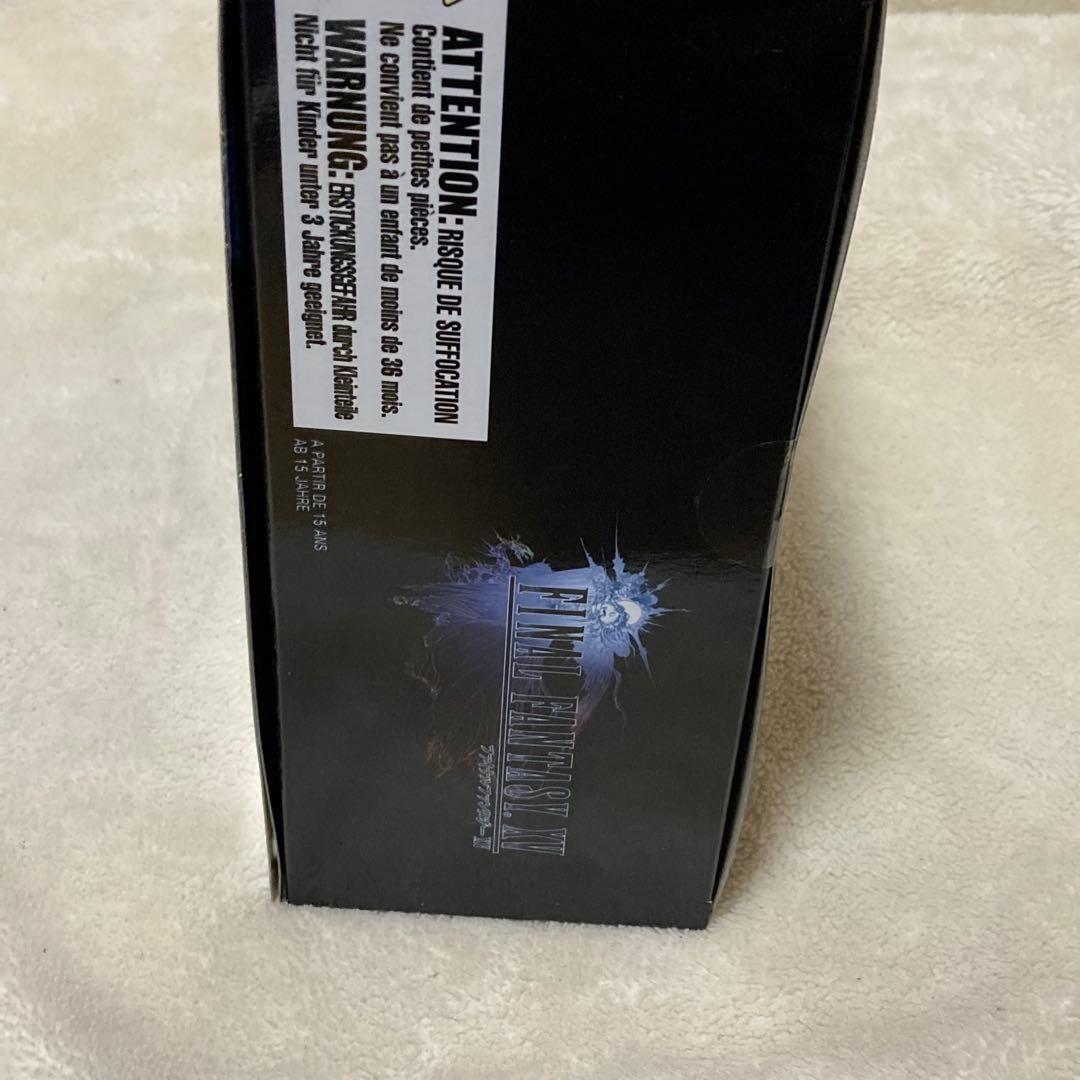 ATTENTION: RISQUE DE SUFFOCATION
Contient de petites pièces.
Ne convient pas à un enfant de moins de 36 mois.
WARNUNG: ERSTICKUNGSGEFAHR durch Kleinteile
Nicht für Kinder unter 3 Jahre geeignet.
A PARTIR DE 15 ANS
AB 15 JAHRE
FINAL FANTASY XV
ファイナルファンタジー XV